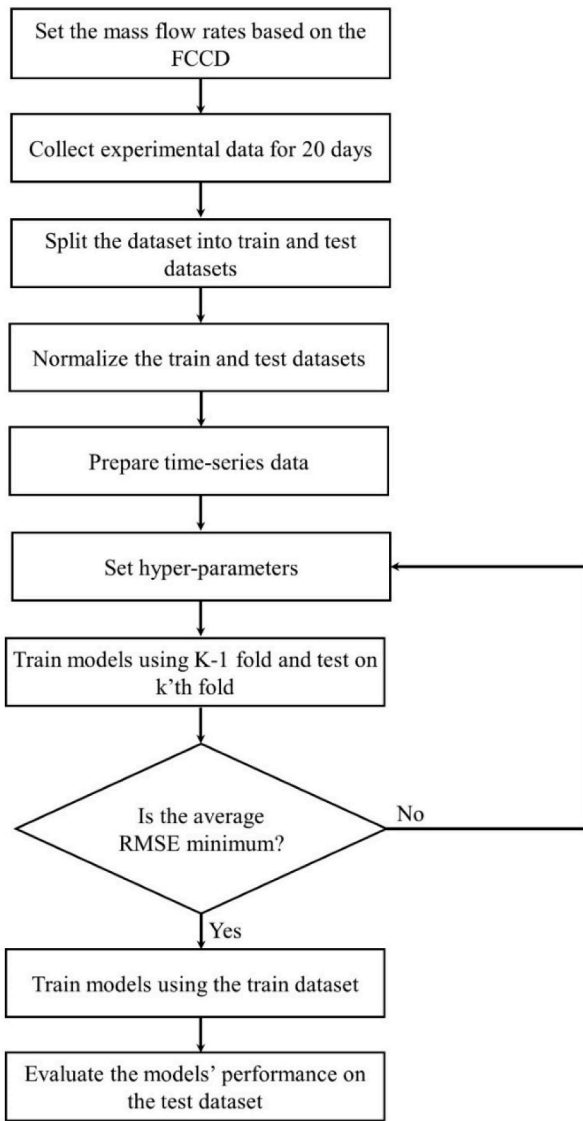 Set the mass flow rates based on the
FCCD
Collect experimental data for 20 days
Split the dataset into train and test
datasets
Normalize the train and test datasets
Prepare time-series data
Set hyper-parameters
Train models using K-1 fold and test on
k'th fold
Is the average
RMSE minimum?
No
Yes
Train models using the train dataset
Evaluate the models’ performance on
the test dataset